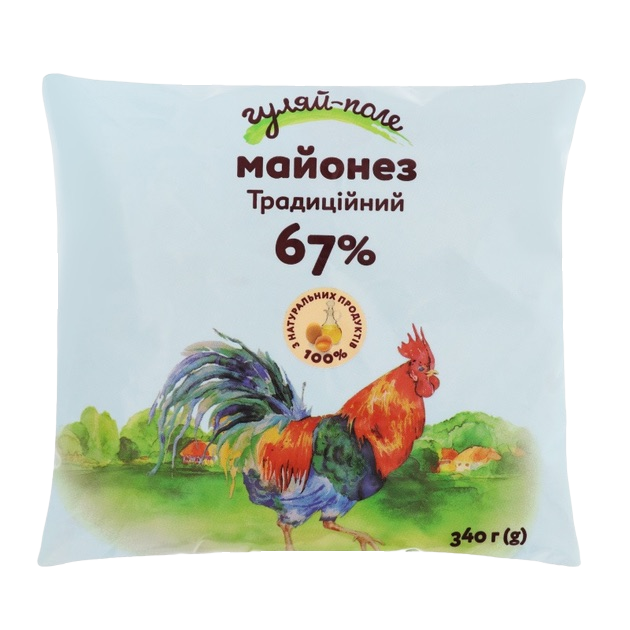 гуляй-поле
майонез
Традиційний
67%
З НАТУРАЛЬНИХ ПРОДУКТІВ
100%
340 г (g)